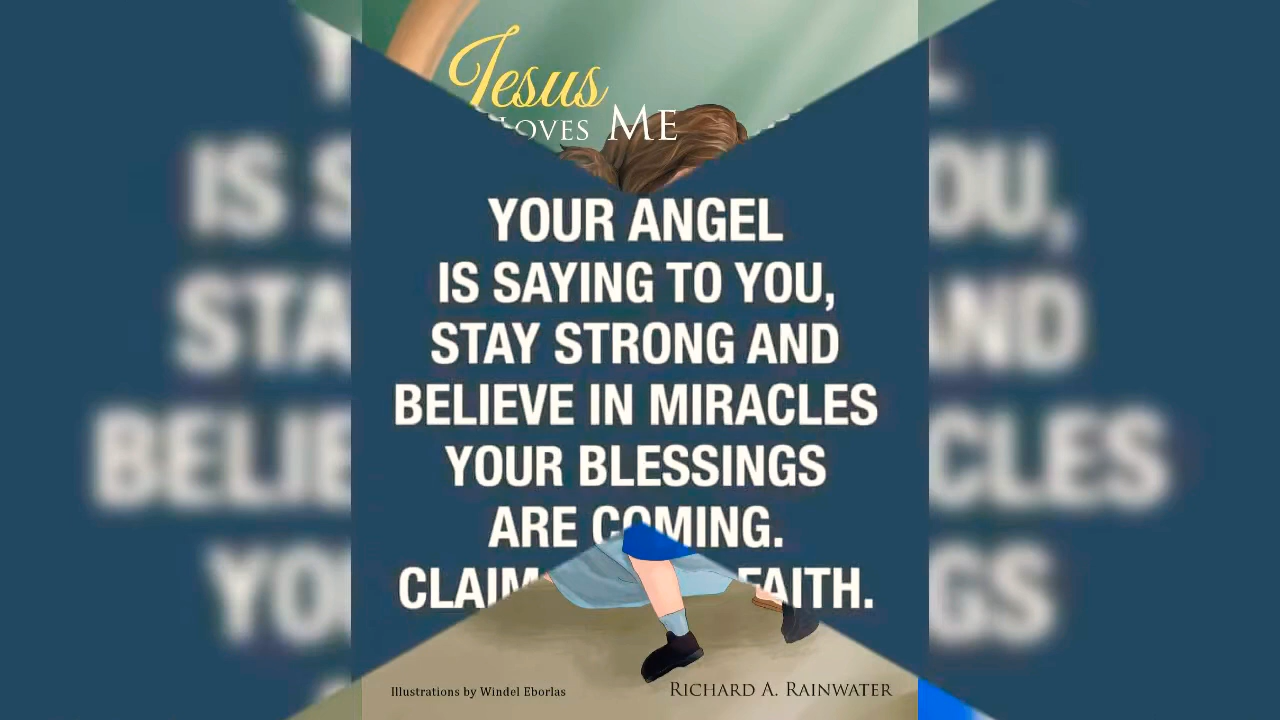 Jesus
LOVES ME
YOUR ANGEL
IS SAYING TO YOU,
STAY STRONG AND
BELIEVE IN MIRACLES
YOUR BLESSINGS
ARE COMING.
CLAIM FAITH.
Illustrations by Windel Eborlas
RICHARD A. RAINWATER